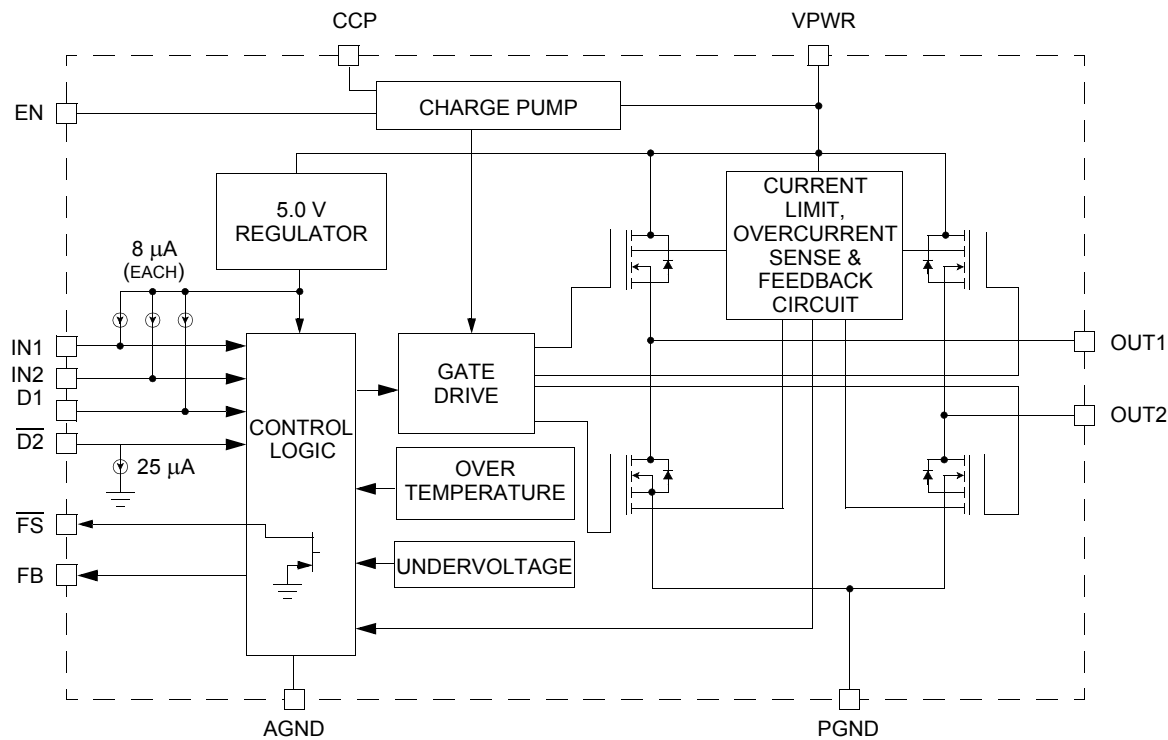 CCP
VPWR
EN
CHARGE PUMP
5.0 V
REGULATOR
CURRENT
LIMIT,
OVERCURRENT
SENSE &
FEEDBACK
CIRCUIT
8 μA
(EACH)
IN1
IN2
D1
D2
25 μA
FS
FB
CONTROL
LOGIC
GATE
DRIVE
OVER
TEMPERATURE
UNDERVOLTAGE
OUT1
OUT2
AGND
PGND